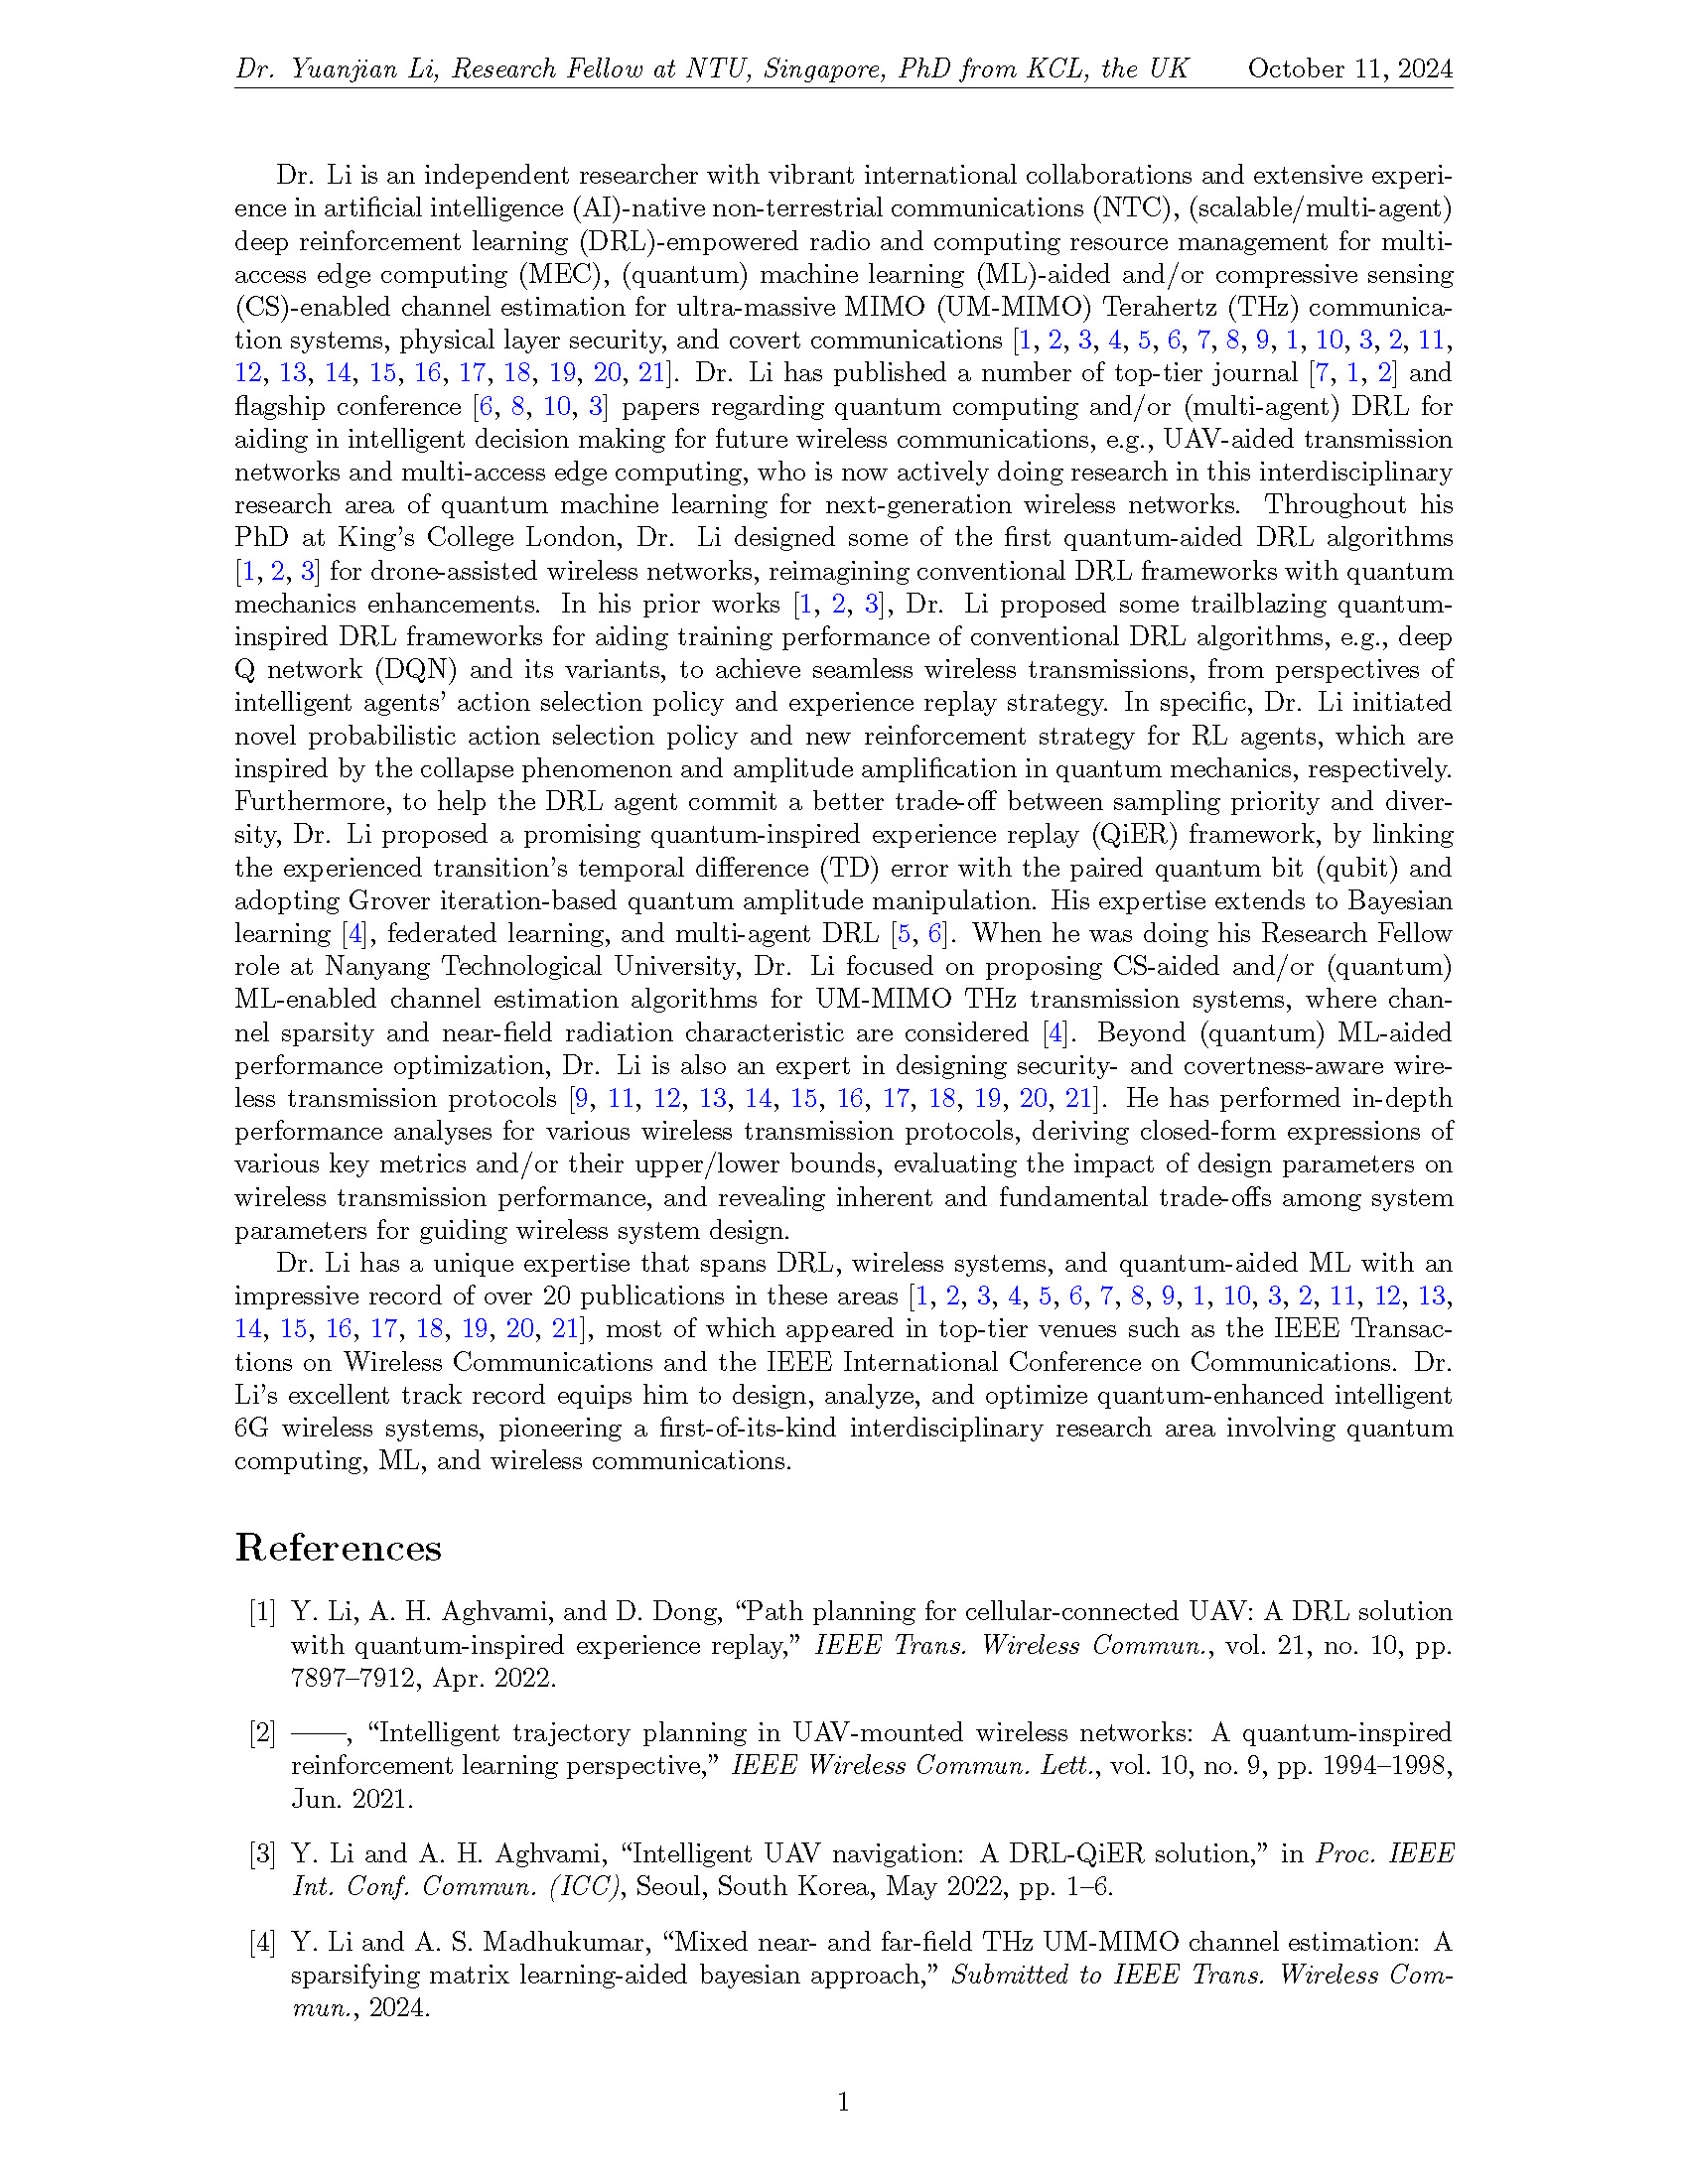 Dr. Yuanjian Li, Research Fellow at NTU, Singapore, PhD from KCL, the UK October 11, 2024
Dr. Li is an independent researcher with vibrant international collaborations and extensive experi-
ence in artificial intelligence (AI)-native non-terrestrial communications (NTC), (scalable/multi-agent)
deep reinforcement learning (DRL)-empowered radio and computing resource management for multi-
access edge computing (MEC), (quantum) machine learning (ML)-aided and/or compressive sensing
(CS)-enabled channel estimation for ultra-massive MIMO (UM-MIMO) Terahertz (THz) communica-
tion systems, physical layer security, and covert communications [1, 2, 3, 4, 5, 6, 7, 8, 9, 1, 10, 3, 2, 11,
12, 13, 14, 15, 16, 17, 18, 19, 20, 21]. Dr. Li has published a number of top-tier journal [7, 1, 2] and
flagship conference [6, 8, 10, 3] papers regarding quantum computing and/or (multi-agent) DRL for
aiding in intelligent decision making for future wireless communications, e.g., UAV-aided transmission
networks and multi-access edge computing, who is now actively doing research in this interdisciplinary
research area of quantum machine learning for next-generation wireless networks. Throughout his
PhD at King's College London, Dr. Li designed some of the first quantum-aided DRL algorithms
[1, 2, 3] for drone-assisted wireless networks, reimagining conventional DRL frameworks with quantum
mechanics enhancements. In his prior works [1, 2, 3], Dr. Li proposed some trailblazing quantum-
inspired DRL frameworks for aiding training performance of conventional DRL algorithms, e.g., deep
Q network (DQN) and its variants, to achieve seamless wireless transmissions, from perspectives of
intelligent agents' action selection policy and experience replay strategy. In specific, Dr. Li initiated
novel probabilistic action selection policy and new reinforcement strategy for RL agents, which are
inspired by the collapse phenomenon and amplitude amplification in quantum mechanics, respectively.
Furthermore, to help the DRL agent commit a better trade-off between sampling priority and diver-
sity, Dr. Li proposed a promising quantum-inspired experience replay (QiER) framework, by linking
the experienced transition's temporal difference (TD) error with the paired quantum bit (qubit) and
adopting Grover iteration-based quantum amplitude manipulation. His expertise extends to Bayesian
learning [4], federated learning, and multi-agent DRL [5, 6]. When he was doing his Research Fellow
role at Nanyang Technological University, Dr. Li focused on proposing CS-aided and/or (quantum)
ML-enabled channel estimation algorithms for UM-MIMO THz transmission systems, where chan-
nel sparsity and near-field radiation characteristic are considered [4]. Beyond (quantum) ML-aided
performance optimization, Dr. Li is also an expert in designing security- and covertness-aware wire-
less transmission protocols [9, 11, 12, 13, 14, 15, 16, 17, 18, 19, 20, 21]. He has performed in-depth
performance analyses for various wireless transmission protocols, deriving closed-form expressions of
various key metrics and/or their upper/lower bounds, evaluating the impact of design parameters on
wireless transmission performance, and revealing inherent and fundamental trade-offs among system
parameters for guiding wireless system design.
Dr. Li has a unique expertise that spans DRL, wireless systems, and quantum-aided ML with an
impressive record of over 20 publications in these areas [1, 2, 3, 4, 5, 6, 7, 8, 9, 1, 10, 3, 2, 11, 12, 13,
14, 15, 16, 17, 18, 19, 20, 21], most of which appeared in top-tier venues such as the IEEE Transac-
tions on Wireless Communications and the IEEE International Conference on Communications. Dr.
Li's excellent track record equips him to design, analyze, and optimize quantum-enhanced intelligent
6G wireless systems, pioneering a first-of-its-kind interdisciplinary research area involving quantum
computing, ML, and wireless communications.
References
[1] Y. Li, A. H. Aghvami, and D. Dong, “Path planning for cellular-connected UAV: A DRL solution
with quantum-inspired experience replay,” IEEE Trans. Wireless Commun., vol. 21, no. 10, pp.
7897–7912, Apr. 2022.
[2] ——, “Intelligent trajectory planning in UAV-mounted wireless networks: A quantum-inspired
reinforcement learning perspective,” IEEE Wireless Commun. Lett., vol. 10, no. 9, pp. 1994–1998,
Jun. 2021.
[3] Y. Li and A. H. Aghvami, “Intelligent UAV navigation: A DRL-QiER solution,” in Proc. IEEE
Int. Conf. Commun. (ICC), Seoul, South Korea, May 2022, pp. 1–6.
[4] Y. Li and A. S. Madhukumar, “Mixed near- and far-field THz UM-MIMO channel estimation: A
sparsifying matrix learning-aided bayesian approach,” Submitted to IEEE Trans. Wireless Com-
mun., 2024.
1